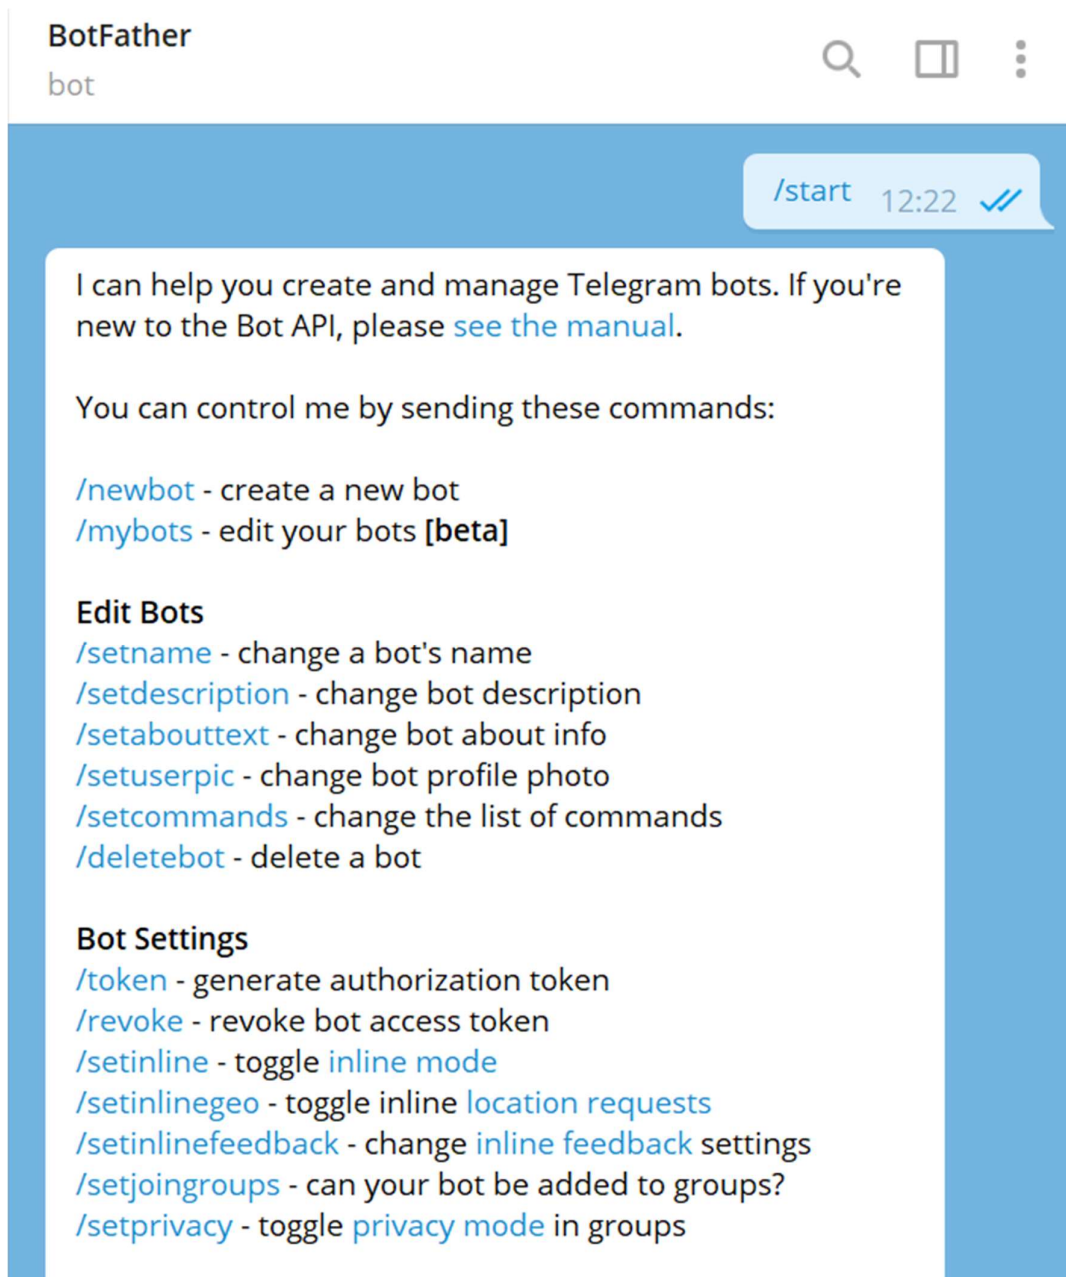 BotFather
bot
/start 12:22
I can help you create and manage Telegram bots. If you're
new to the Bot API, please see the manual.
You can control me by sending these commands:
/newbot - create a new bot
/mybots - edit your bots [beta]
Edit Bots
/setname - change a bot's name
/setdescription - change bot description
/setabouttext - change bot about info
/setuserpic - change bot profile photo
/setcommands - change the list of commands
/deletebot - delete a bot
Bot Settings
/token - generate authorization token
/revoke - revoke bot access token
/setinline - toggle inline mode
/setinlinegeo - toggle inline location requests
/setinlinefeedback - change inline feedback settings
/setjoingroups - can your bot be added to groups?
/setprivacy - toggle privacy mode in groups